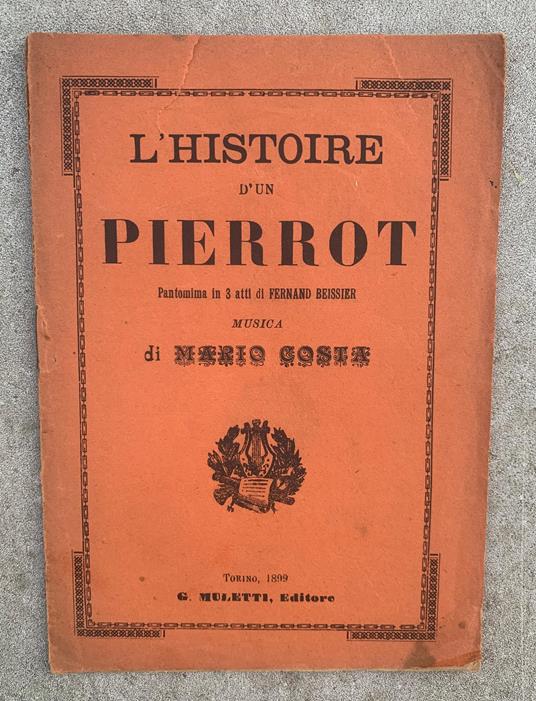 L'HISTOIRE
D'UN
PIERROT
Pantomima in 3 atti di FERNAND BEISSIER
MUSICA
di MARIO COSTA
TORINO, 1899
G. MULETTI, Editore